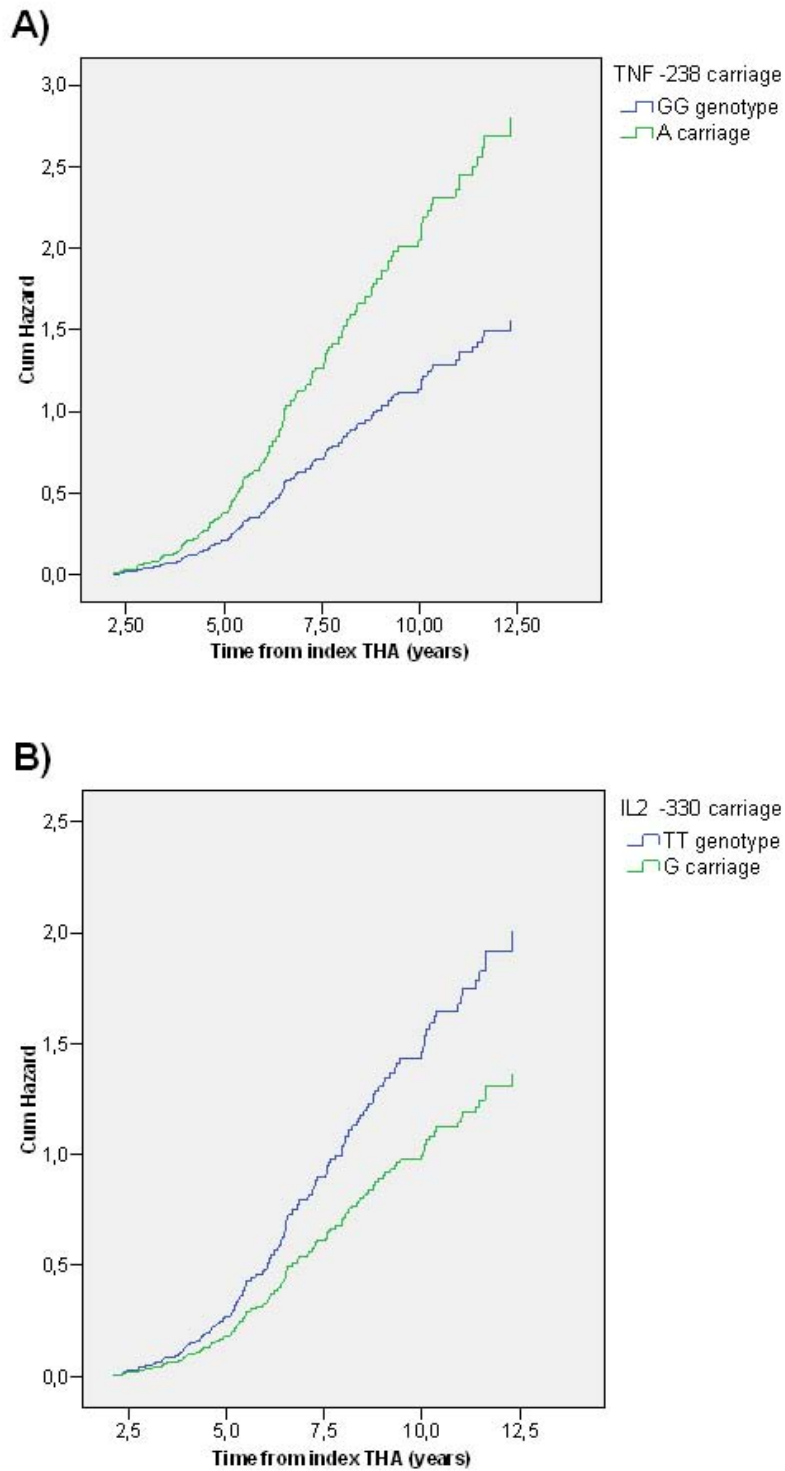 A)
TNF -238 carriage
GG genotype
A carriage
3,0
2,5
2,0
1,5
1,0
0,5
0,0
Cum Hazard
2,50 5,00 7,50 10,00 12,50
Time from index THA (years)
B)
IL2 -330 carriage
TT genotype
G carriage
2,5
2,0
1,5
1,0
0,5
0,0
Cum Hazard
2,5 5,0 7,5 10,0 12,5
Time from index THA (years)